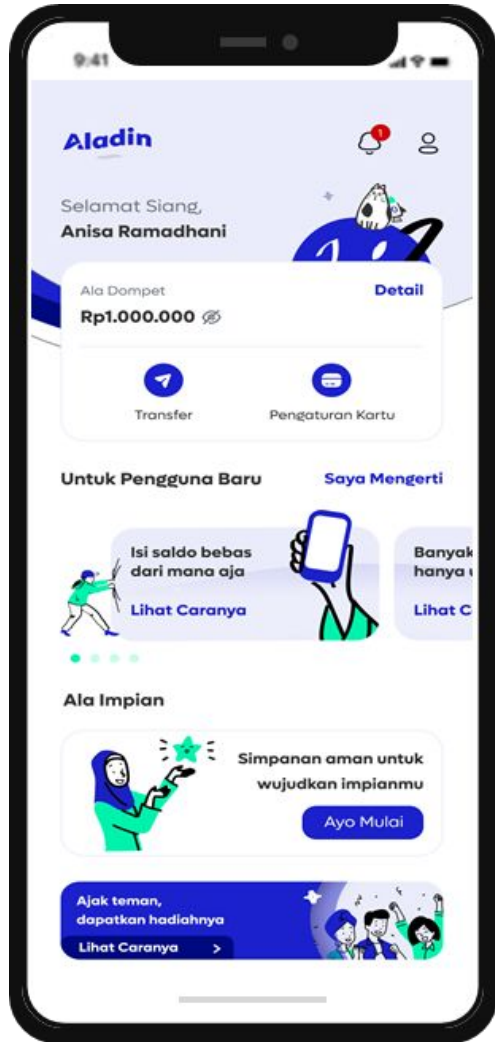 9:41
Aladin
1
Selamat Siang,
Anisa Ramadhani
Ala Dompet
Detail
Rp1.000.000
Transfer
Pengaturan Kartu
Untuk Pengguna Baru
Saya Mengerti
Isi saldo bebas
dari mana aja
Lihat Caranya
Banyak
hanya
Lihat C
Ala Impian
Simpanan aman untuk
wujudkan impianmu
Ayo Mulai
Ajak teman,
dapatkan hadiahnya
Lihat Caranya >